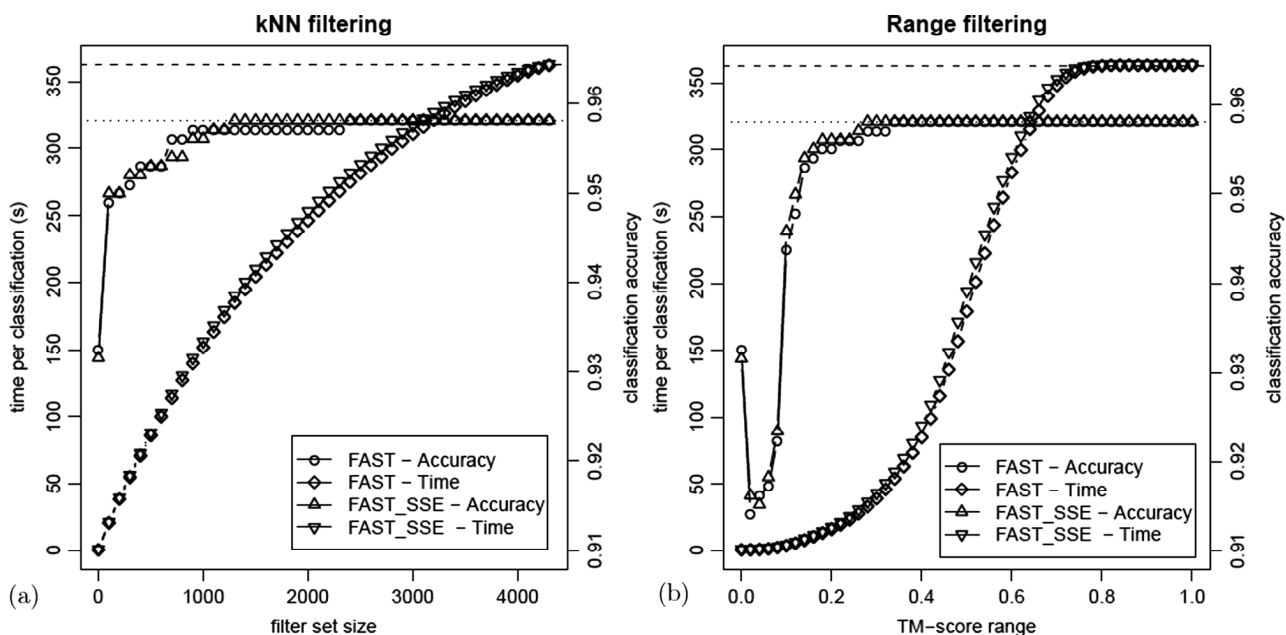 kNN filtering
time per classification (s)
0 50 100 150 200 250 300 350
0.91 0.92 0.93 0.94 0.95 0.96
classification accuracy
FAST − Accuracy
FAST − Time
FAST_SSE − Accuracy
FAST_SSE − Time
0 1000 2000 3000 4000
filter set size
(a)
Range filtering
time per classification (s)
0 50 100 150 200 250 300 350
0.91 0.92 0.93 0.94 0.95 0.96
classification accuracy
FAST − Accuracy
FAST − Time
FAST_SSE − Accuracy
FAST_SSE − Time
0.0 0.2 0.4 0.6 0.8 1.0
TM−score range
(b)